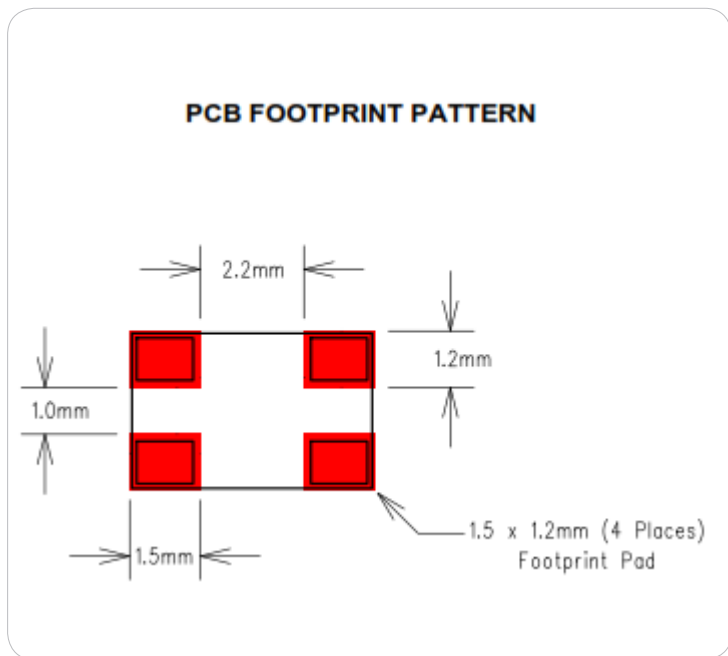 PCB FOOTPRINT PATTERN
2.2mm
1.2mm
1.0mm
1.5 x 1.2mm (4 Places)
Footprint Pad
1.5mm